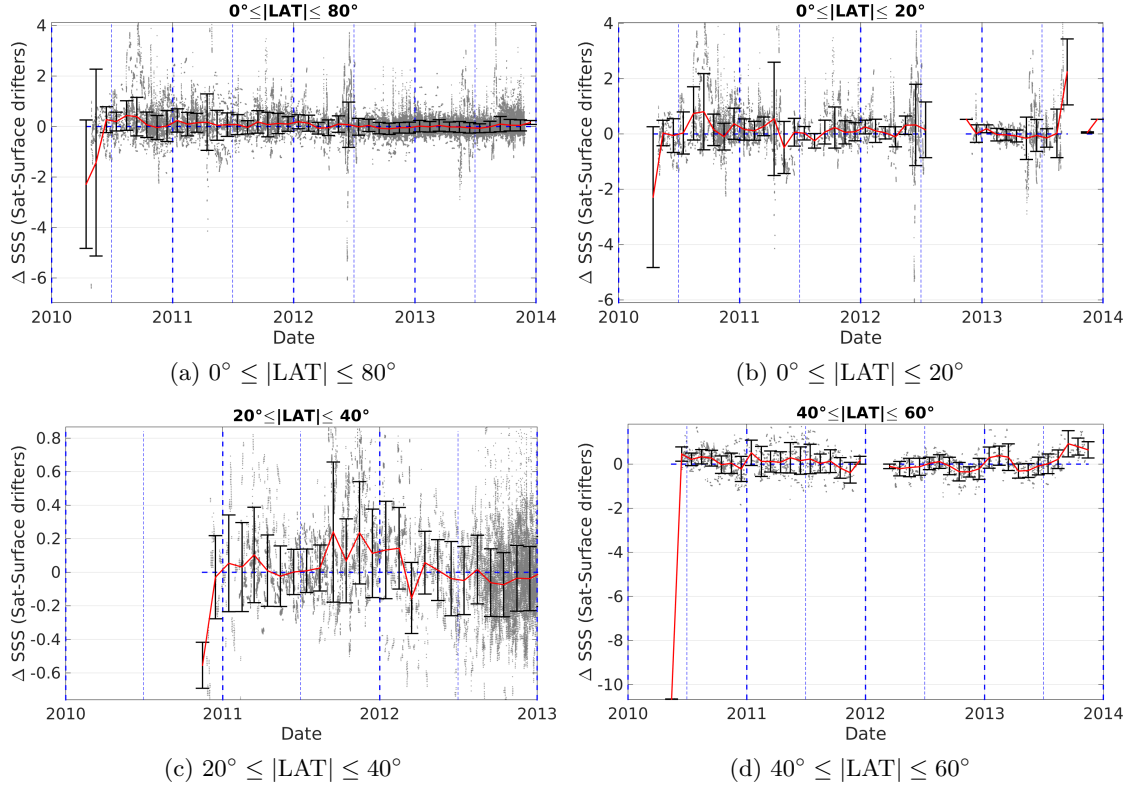 0°≤|LAT|≤ 80°
Δ SSS (Sat-Surface drifters)
4
2
0
-2
-4
-6
2010 2011 2012 2013 2014
Date
(a) 0° ≤ |LAT| ≤ 80°
0°≤|LAT|≤ 20°
Δ SSS (Sat-Surface drifters)
4
2
0
-2
-4
-6
2010 2011 2012 2013 2014
Date
(b) 0° ≤ |LAT| ≤ 20°
20°≤|LAT|≤ 40°
Δ SSS (Sat-Surface drifters)
0.8
0.6
0.4
0.2
0
-0.2
-0.4
-0.6
2010 2011 2012 2013
Date
(c) 20° ≤ |LAT| ≤ 40°
40°≤|LAT|≤ 60°
Δ SSS (Sat-Surface drifters)
0
-2
-4
-6
-8
-10
2010 2011 2012 2013 2014
Date
(d) 40° ≤ |LAT| ≤ 60°